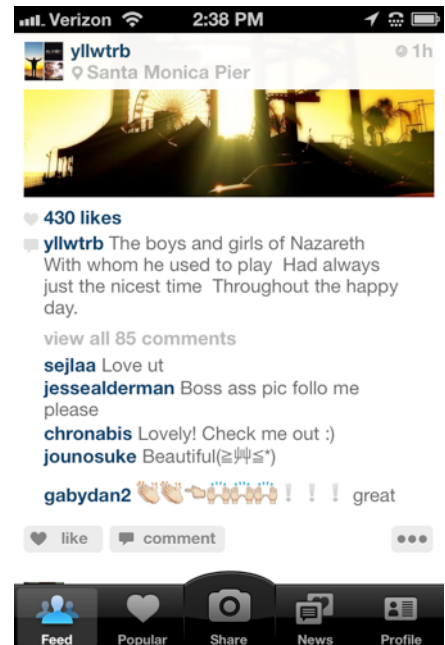 Verizon 2:38 PM
yllwtrb 1h
Santa Monica Pier
430 likes
yllwtrb The boys and girls of Nazareth
With whom he used to play  Had always
just the nicest time  Throughout the happy
day.
view all 85 comments
sejlaa Love ut
jessealderman Boss ass pic follo me
please
chronabis Lovely! Check me out :)
jounosuke Beautiful(≧艸≦*)
gabydan2 👏👏👈🙌🙌🙌❕❕❕ great
like comment
Feed Popular Share News Profile